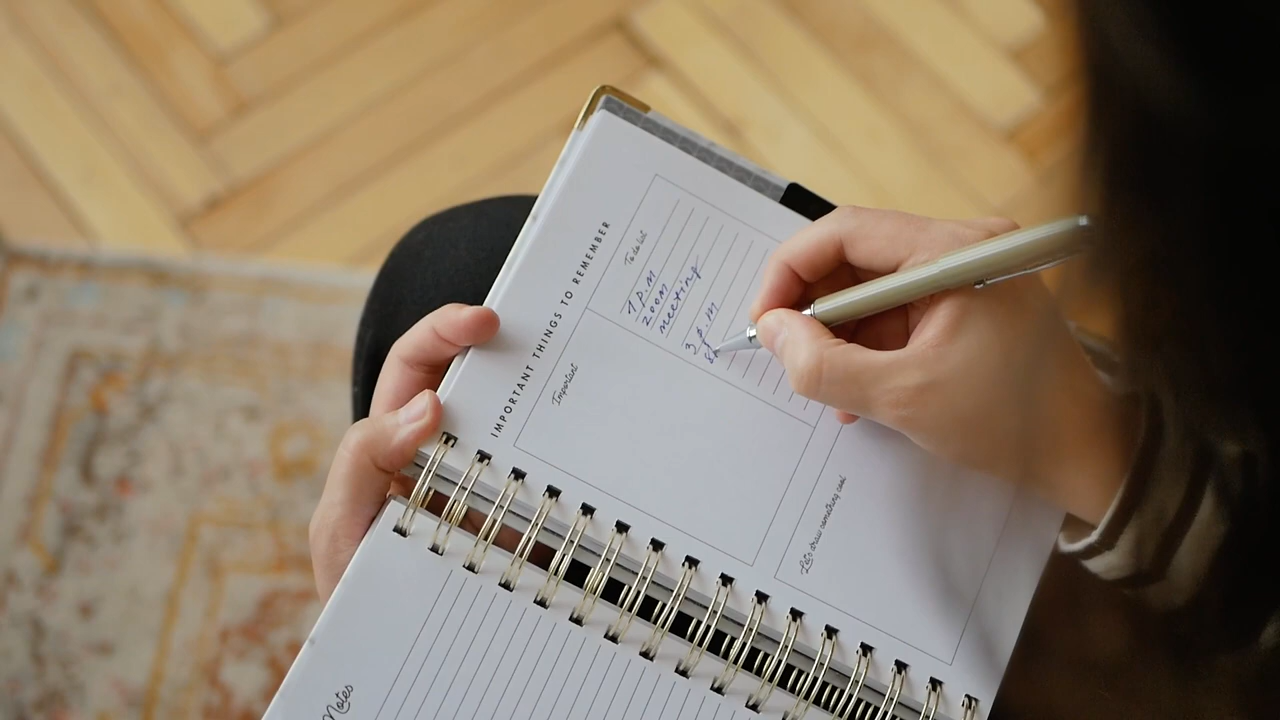 IMPORTANT THINGS TO REMEMBER
To do list
1 P.M
ZOOM
meeting
3 P.M
Important
Let's draw something cool
Notes